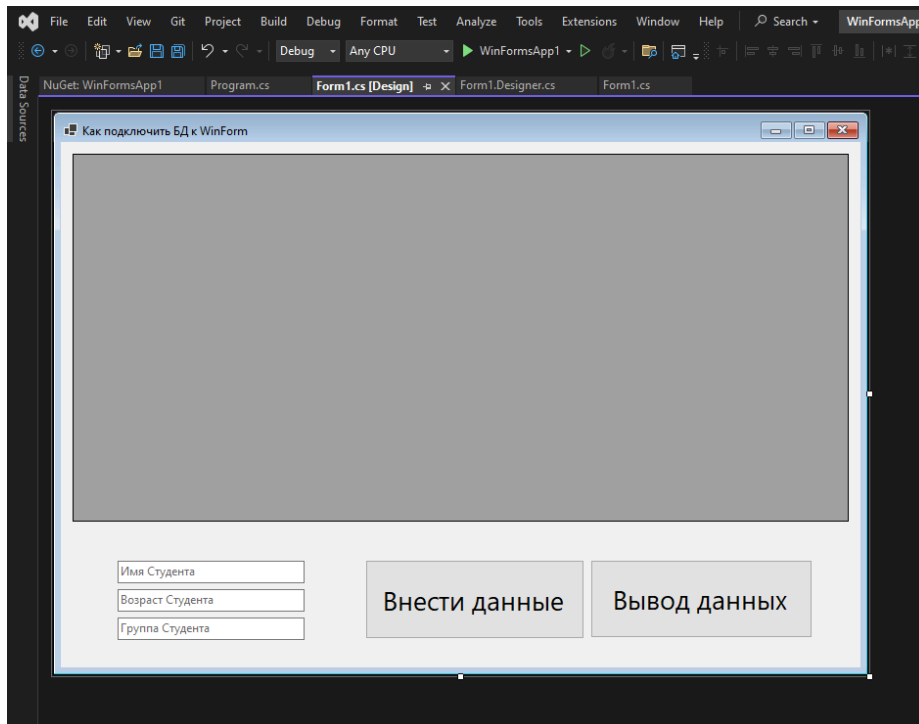 File Edit View Git Project Build Debug Format Test Analyze Tools Extensions Window Help Search WinFormsApp
Debug Any CPU WinFormsApp1
Data Sources
NuGet: WinFormsApp1 Program.cs Form1.cs [Design] Form1.Designer.cs Form1.cs
Как подключить БД к WinForm
Имя Студента
Возраст Студента
Группа Студента
Внести данные
Вывод данных